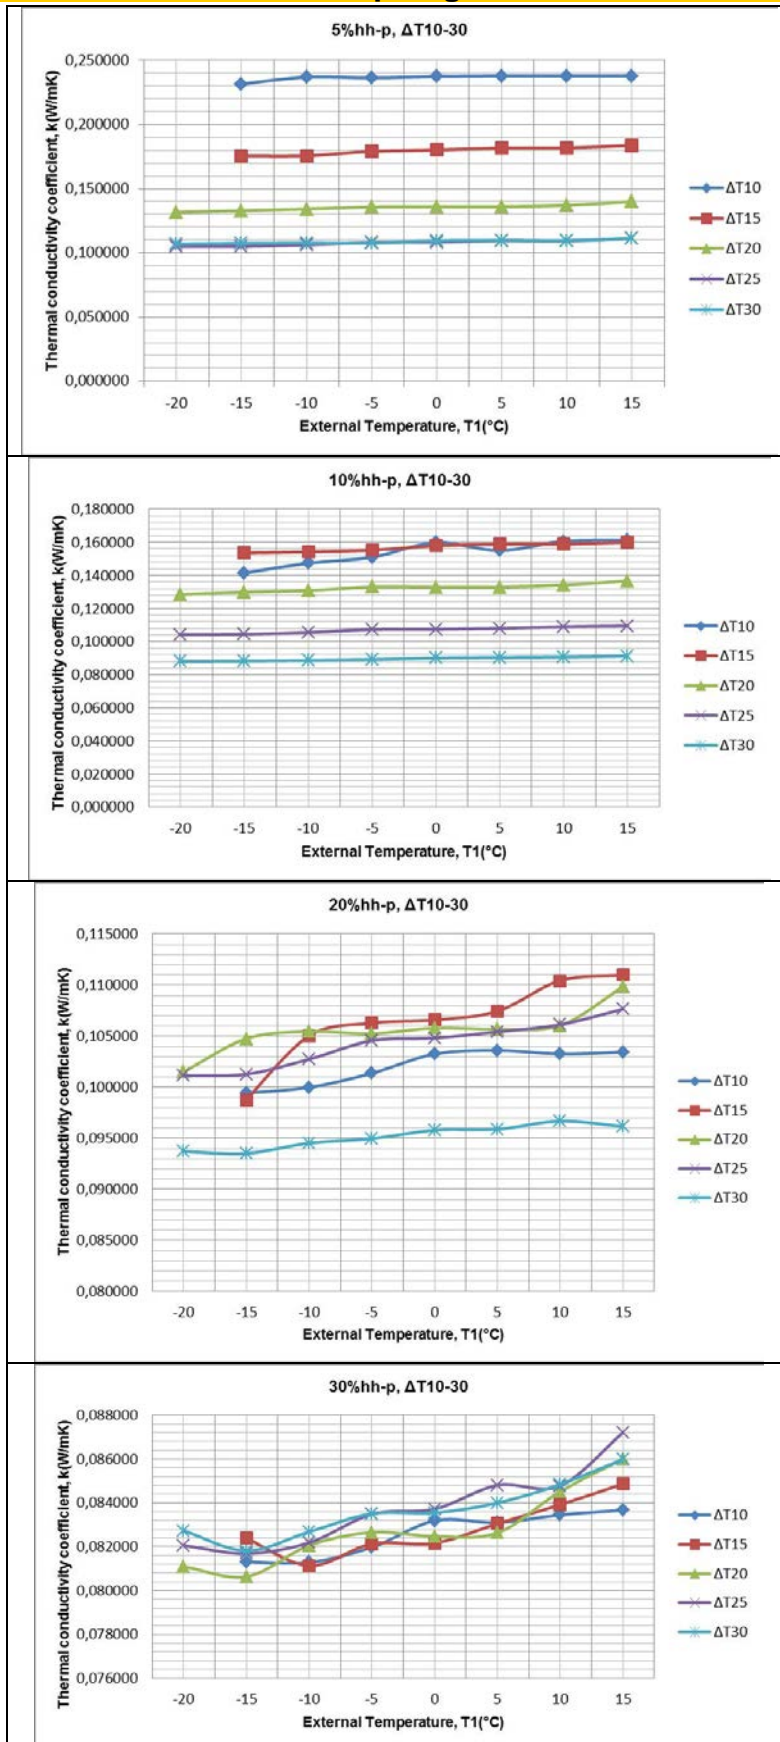 5%hh-p, ΔT10-30
Thermal conductivity coefficient, k(W/mK)
0,250000
0,200000
0,150000
0,100000
0,050000
0,000000
-20 -15 -10 -5 0 5 10 15
External Temperature, T1(°C)
ΔT10
ΔT15
ΔT20
ΔT25
ΔT30
10%hh-p, ΔT10-30
Thermal conductivity coefficient, k(W/mK)
0,180000
0,160000
0,140000
0,120000
0,100000
0,080000
0,060000
0,040000
0,020000
0,000000
-20 -15 -10 -5 0 5 10 15
External Temperature, T1(°C)
ΔT10
ΔT15
ΔT20
ΔT25
ΔT30
20%hh-p, ΔT10-30
Thermal conductivity coefficient, k(W/mK)
0,115000
0,110000
0,105000
0,100000
0,095000
0,090000
0,085000
0,080000
-20 -15 -10 -5 0 5 10 15
External Temperature, T1(°C)
ΔT10
ΔT15
ΔT20
ΔT25
ΔT30
30%hh-p, ΔT10-30
Thermal conductivity coefficient, k(W/mK)
0,088000
0,086000
0,084000
0,082000
0,080000
0,078000
0,076000
-20 -15 -10 -5 0 5 10 15
External Temperature, T1(°C)
ΔT10
ΔT15
ΔT20
ΔT25
ΔT30